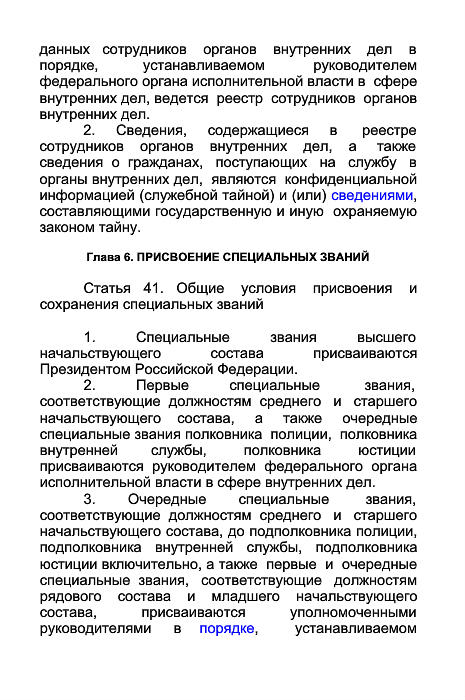 данных сотрудников органов внутренних дел в
порядке, устанавливаемом руководителем
федерального органа исполнительной власти в сфере
внутренних дел, ведется реестр сотрудников органов
внутренних дел.
2. Сведения, содержащиеся в реестре
сотрудников органов внутренних дел, а также
сведения о гражданах, поступающих на службу в
органы внутренних дел, являются конфиденциальной
информацией (служебной тайной) и (или) сведениями,
составляющими государственную и иную охраняемую
законом тайну.
Глава 6. ПРИСВОЕНИЕ СПЕЦИАЛЬНЫХ ЗВАНИЙ
Статья 41. Общие условия присвоения и
сохранения специальных званий
1. Специальные звания высшего
начальствующего состава присваиваются
Президентом Российской Федерации.
2. Первые специальные звания,
соответствующие должностям среднего и старшего
начальствующего состава, а также очередные
специальные звания полковника полиции, полковника
внутренней службы, полковника юстиции
присваиваются руководителем федерального органа
исполнительной власти в сфере внутренних дел.
3. Очередные специальные звания,
соответствующие должностям среднего и старшего
начальствующего состава, до подполковника полиции,
подполковника внутренней службы, подполковника
юстиции включительно, а также первые и очередные
специальные звания, соответствующие должностям
рядового состава и младшего начальствующего
состава, присваиваются уполномоченными
руководителями в порядке, устанавливаемом